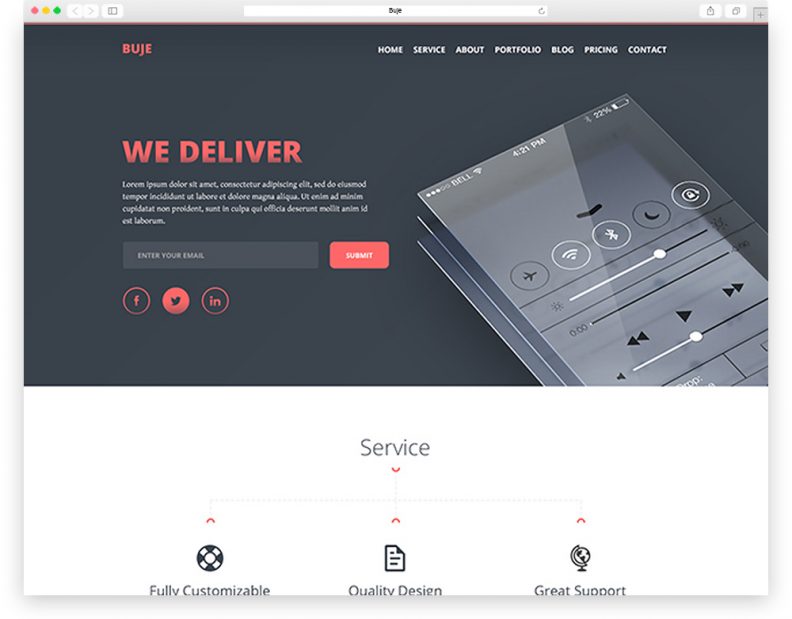 Buje
BUJE
HOME SERVICE ABOUT PORTFOLIO BLOG PRICING CONTACT
WE DELIVER
Lorem ipsum dolor sit amet, consectetur adipiscing elit, sed do eiusmod
tempor incididunt ut labore et dolore magna aliqua. Ut enim ad minim
cupidatat non proident, sunt in culpa qui officia deserunt mollit anim id
est laborum.
ENTER YOUR EMAIL
SUBMIT
f
in
BELL
4:21 PM
22%
0:00
Service
Fully Customizable
Quality Design
Great Support